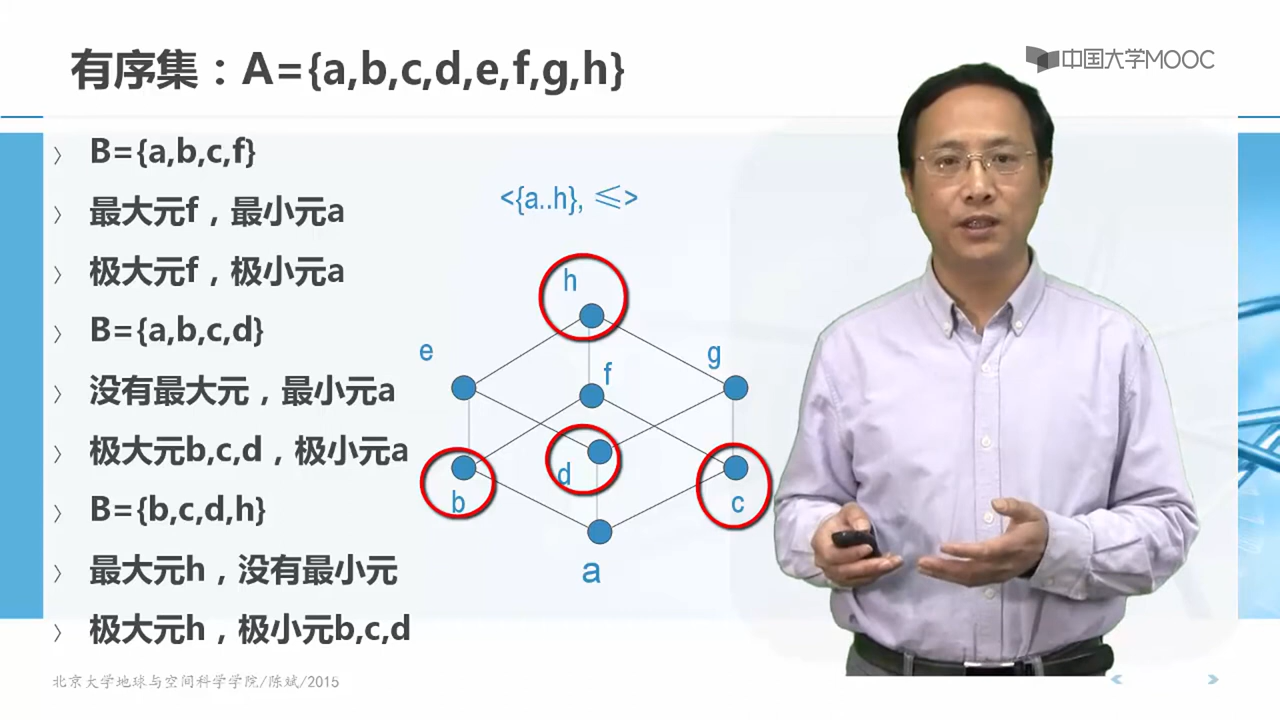 有序集：A={a,b,c,d,e,f,g,h}
中国大学MOOC
〉 B={a,b,c,f}
〉 最大元f，最小元a
〉 极大元f，极小元a
〉 B={a,b,c,d}
〉 没有最大元，最小元a
〉 极大元b,c,d，极小元a
〉 B={b,c,d,h}
〉 最大元h，没有最小元
〉 极大元h，极小元b,c,d
<{a..h}, ≤>
h
e
g
f
d
b
c
a
北京大学地球与空间科学学院/陈斌/2015